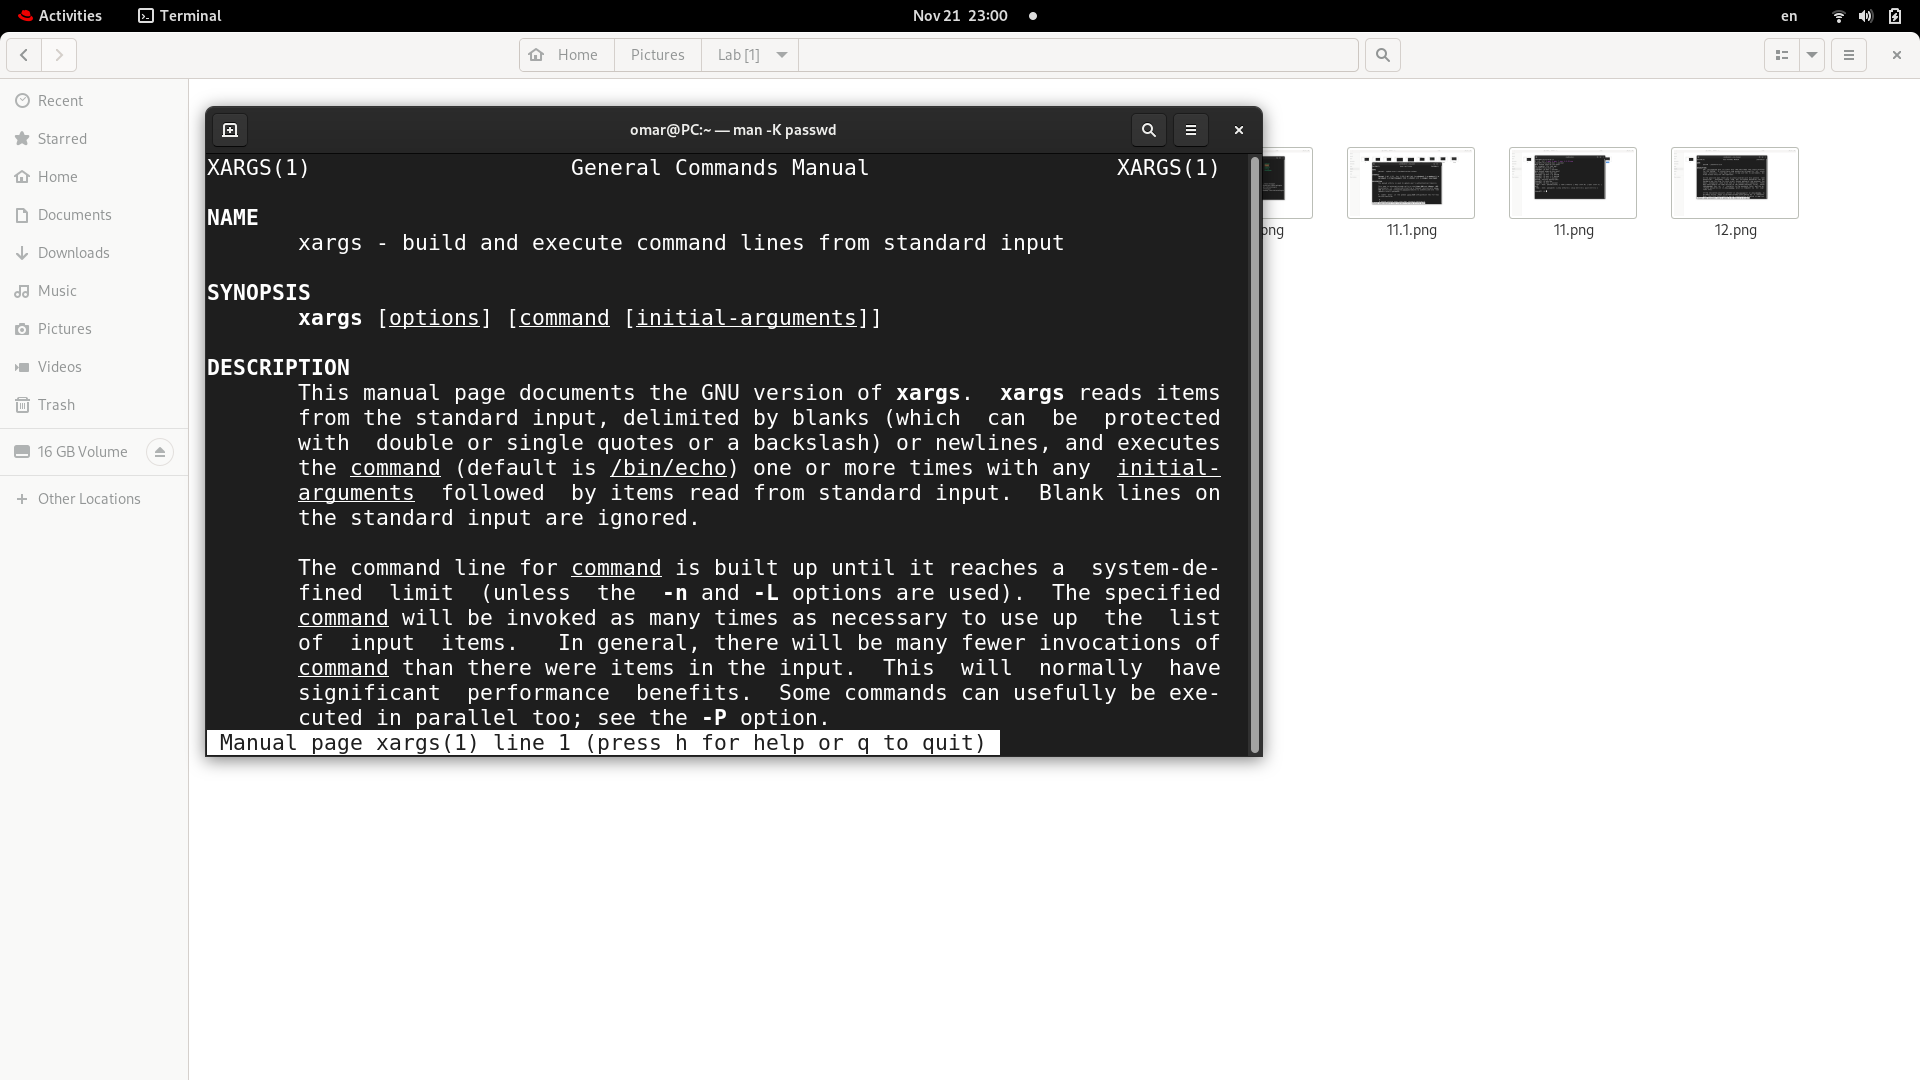 Activities
Terminal
Nov 21 23:00
en
Home
Pictures
Lab [1]
Recent
Starred
Home
Documents
Downloads
Music
Pictures
Videos
Trash
16 GB Volume
Other Locations
11.1.png
11.png
12.png
omar@PC:~ — man -K passwd
XARGS(1) General Commands Manual XARGS(1)
NAME
xargs - build and execute command lines from standard input
SYNOPSIS
xargs [options] [command [initial-arguments]]
DESCRIPTION
This manual page documents the GNU version of xargs. xargs reads items
from the standard input, delimited by blanks (which can be protected
with double or single quotes or a backslash) or newlines, and executes
the command (default is /bin/echo) one or more times with any initial-
arguments followed by items read from standard input. Blank lines on
the standard input are ignored.
The command line for command is built up until it reaches a system-de-
fined limit (unless the -n and -L options are used). The specified
command will be invoked as many times as necessary to use up the list
of input items. In general, there will be many fewer invocations of
command than there were items in the input. This will normally have
significant performance benefits. Some commands can usefully be exe-
cuted in parallel too; see the -P option.
Manual page xargs(1) line 1 (press h for help or q to quit)